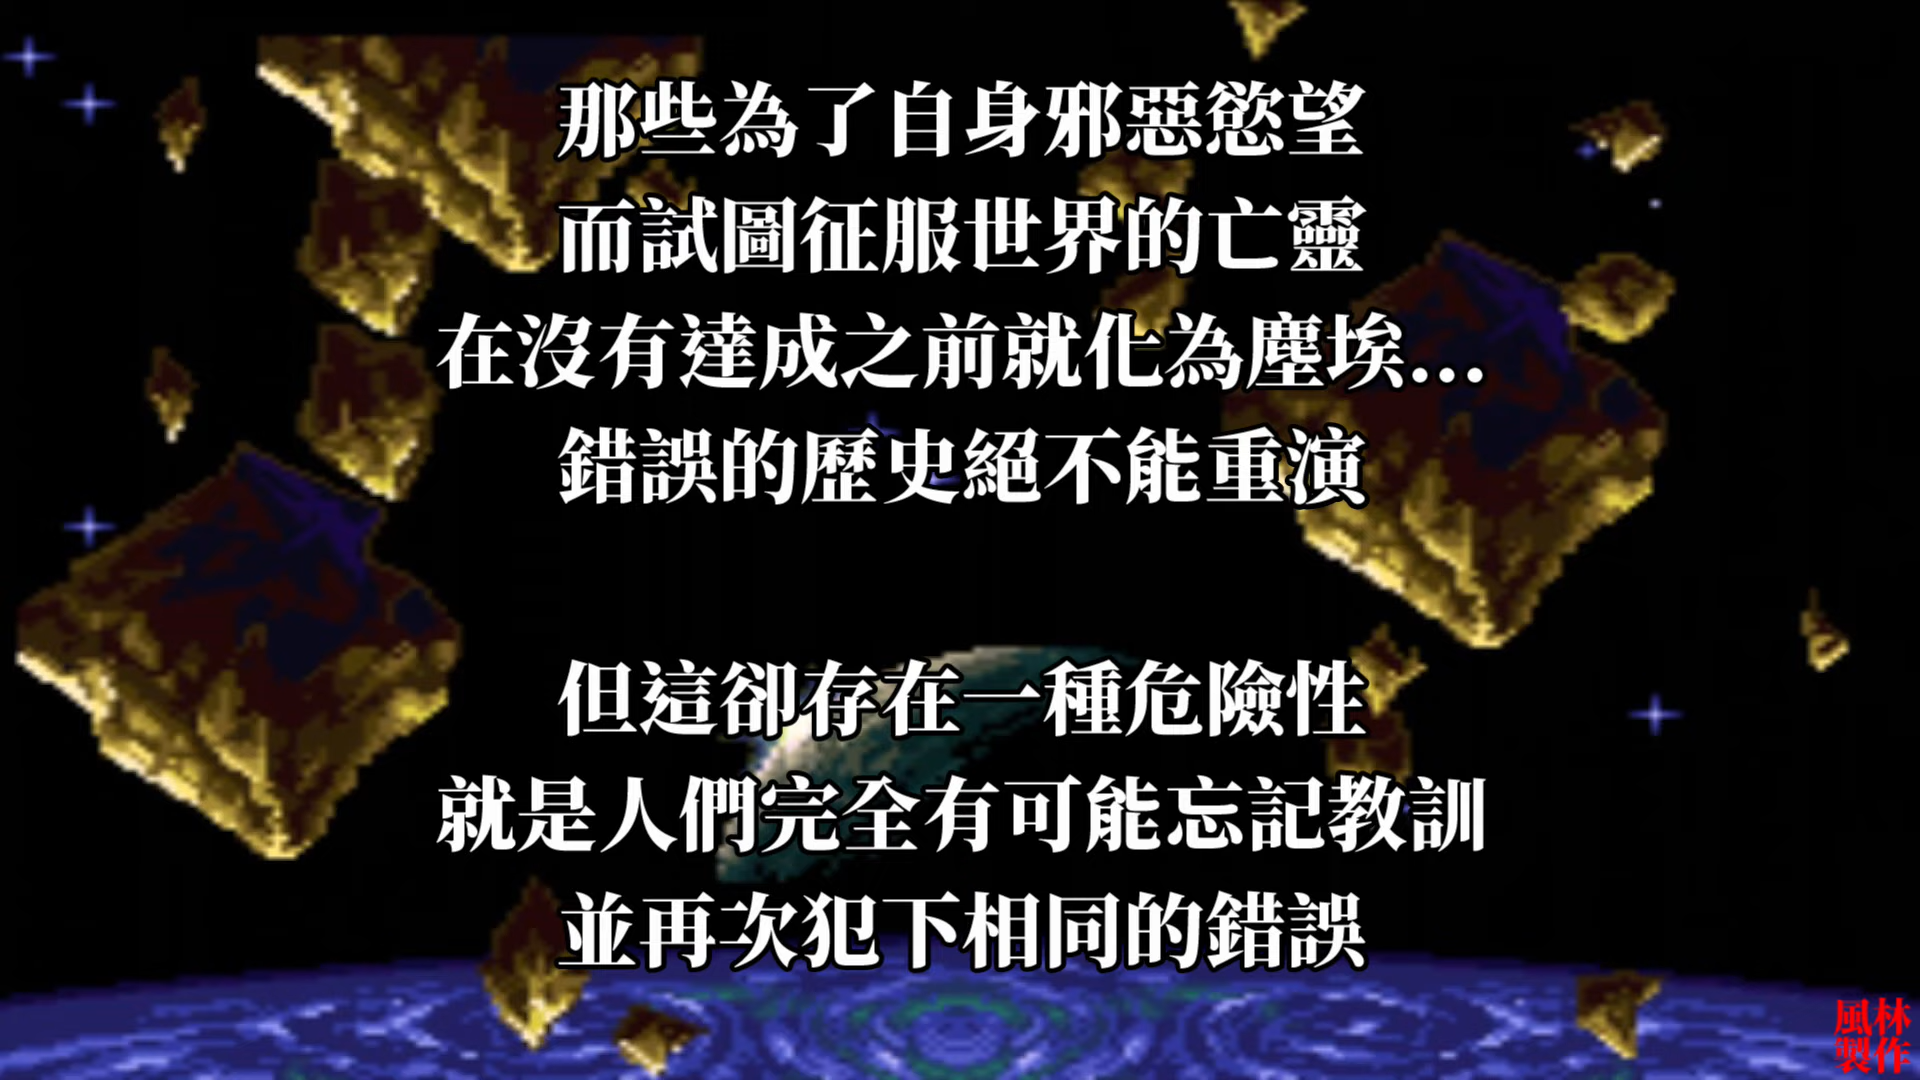 那些為了自身邪惡慾望
而試圖征服世界的亡靈
在沒有達成之前就化為塵埃...
錯誤的歷史絕不能重演
但這卻存在一種危險性
就是人們完全有可能忘記教訓
並再次犯下相同的錯誤
風林
製作